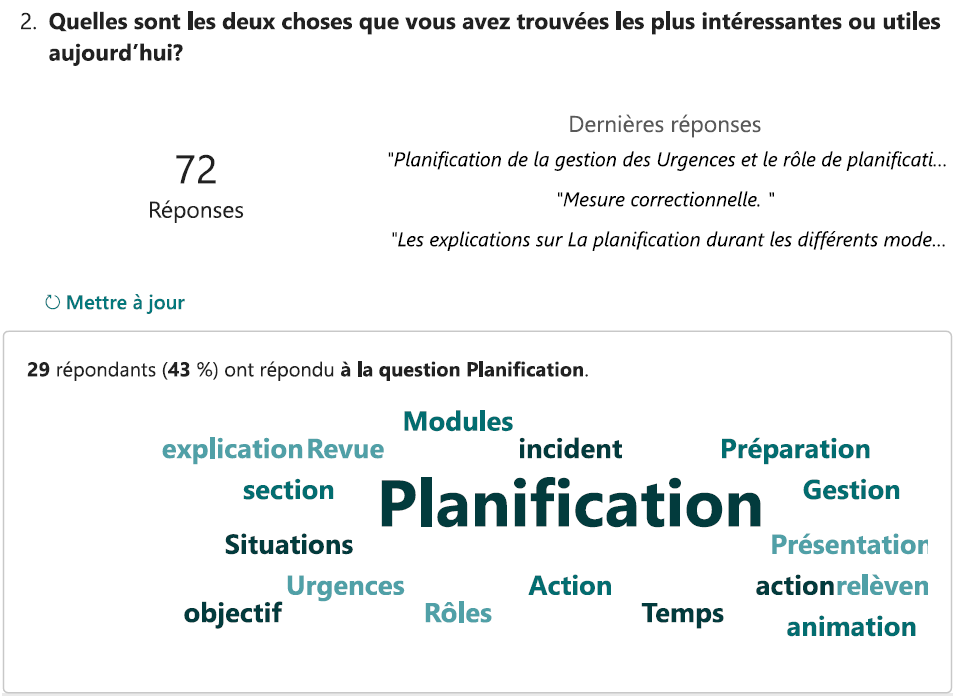 2. Quelles sont les deux choses que vous avez trouvées les plus intéressantes ou utiles
aujourd'hui?
Dernières réponses
72
Réponses
"Planification de la gestion des Urgences et le rôle de planificati...
"Mesure correctionnelle. "
"Les explications sur La planification durant les différents mode...
Mettre à jour
29 répondants (43 %) ont répondu à la question Planification.
Modules
explication Revue incident Préparation
section Planification Gestion
Situations Présentation
Urgences Action action relèven
objectif Rôles Temps animation